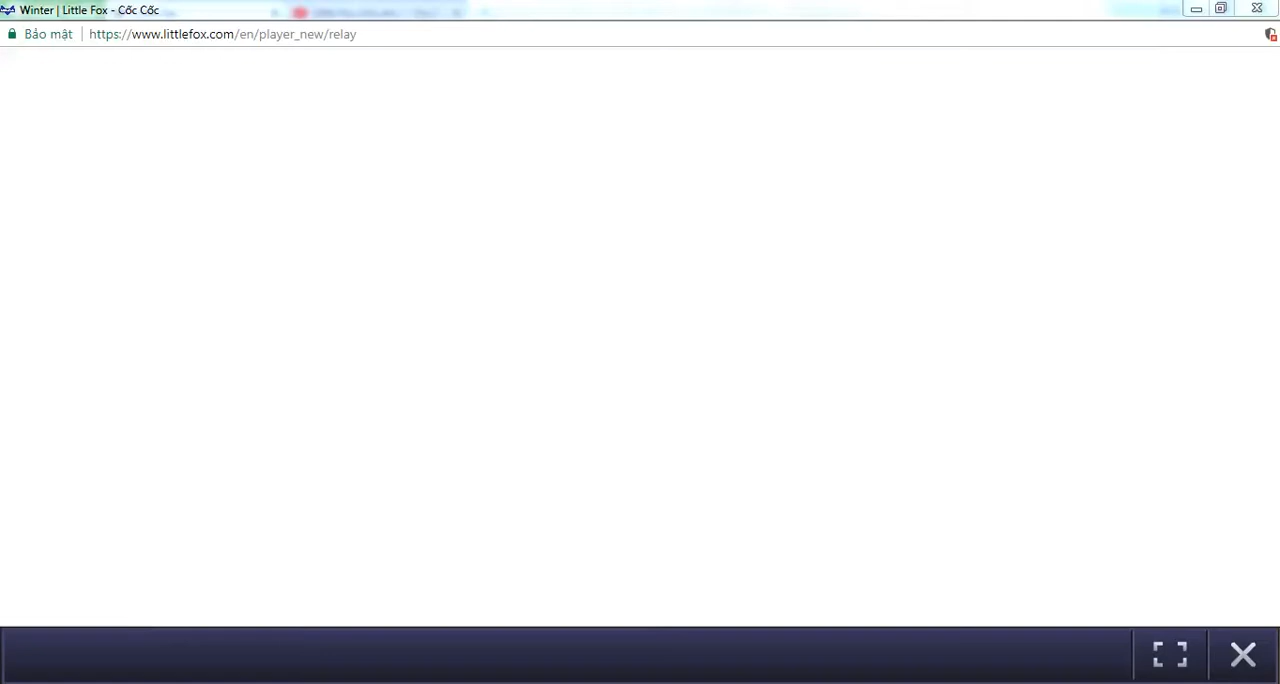 Winter | Little Fox - Cốc Cốc
Bảo mật | https://www.littlefox.com/en/player_new/relay